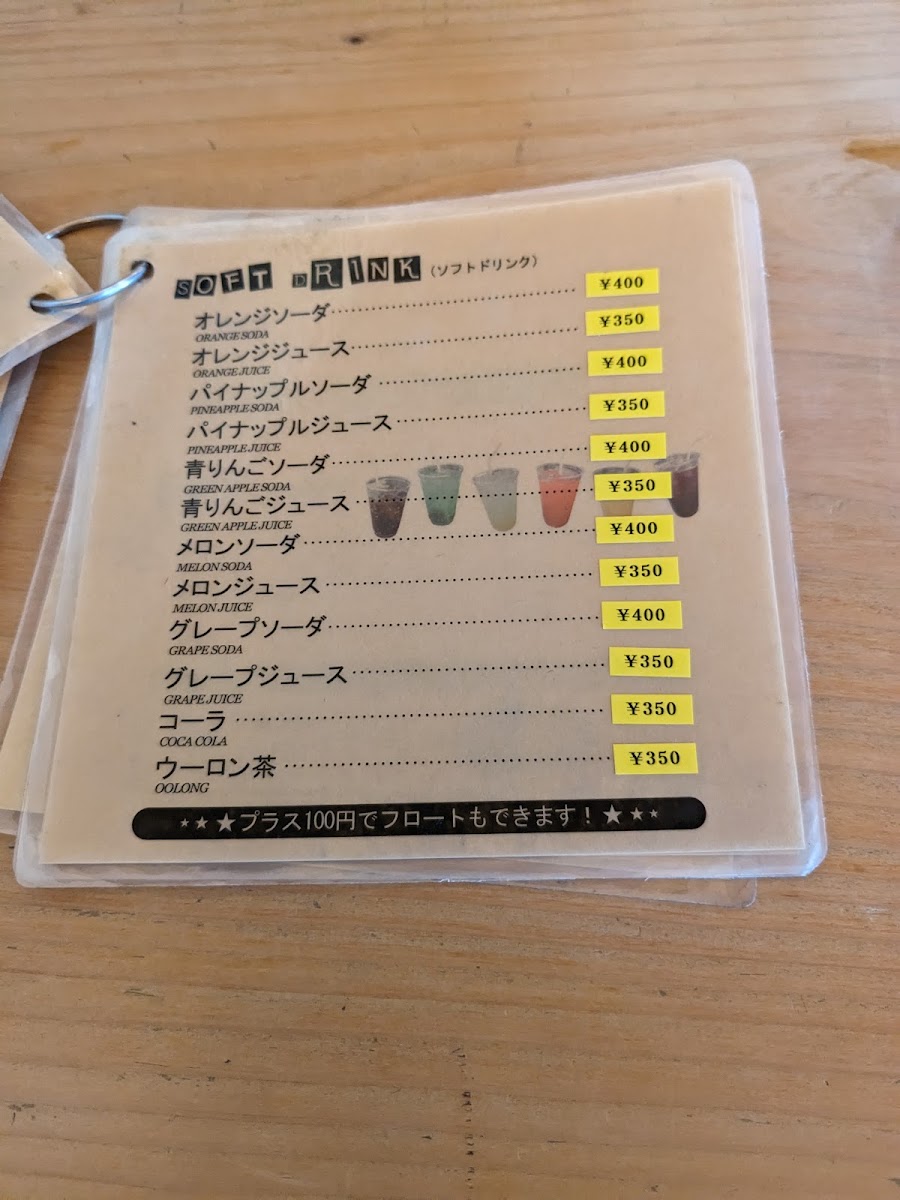 SOFT DRINK (ソフトドリンク)
オレンジソーダ ¥400
ORANGE SODA
オレンジジュース ¥350
ORANGE JUICE
パイナップルソーダ ¥400
PINEAPPLE SODA
パイナップルジュース ¥350
PINEAPPLE JUICE
青りんごソーダ ¥400
GREEN APPLE SODA
青りんごジュース ¥350
GREEN APPLE JUICE
メロンソーダ ¥400
MELON SODA
メロンジュース ¥350
MELON JUICE
グレープソーダ ¥400
GRAPE SODA
グレープジュース ¥350
GRAPE JUICE
コーラ ¥350
COCA COLA
ウーロン茶 ¥350
OOLONG
★★★プラス100円でフロートもできます！★★★